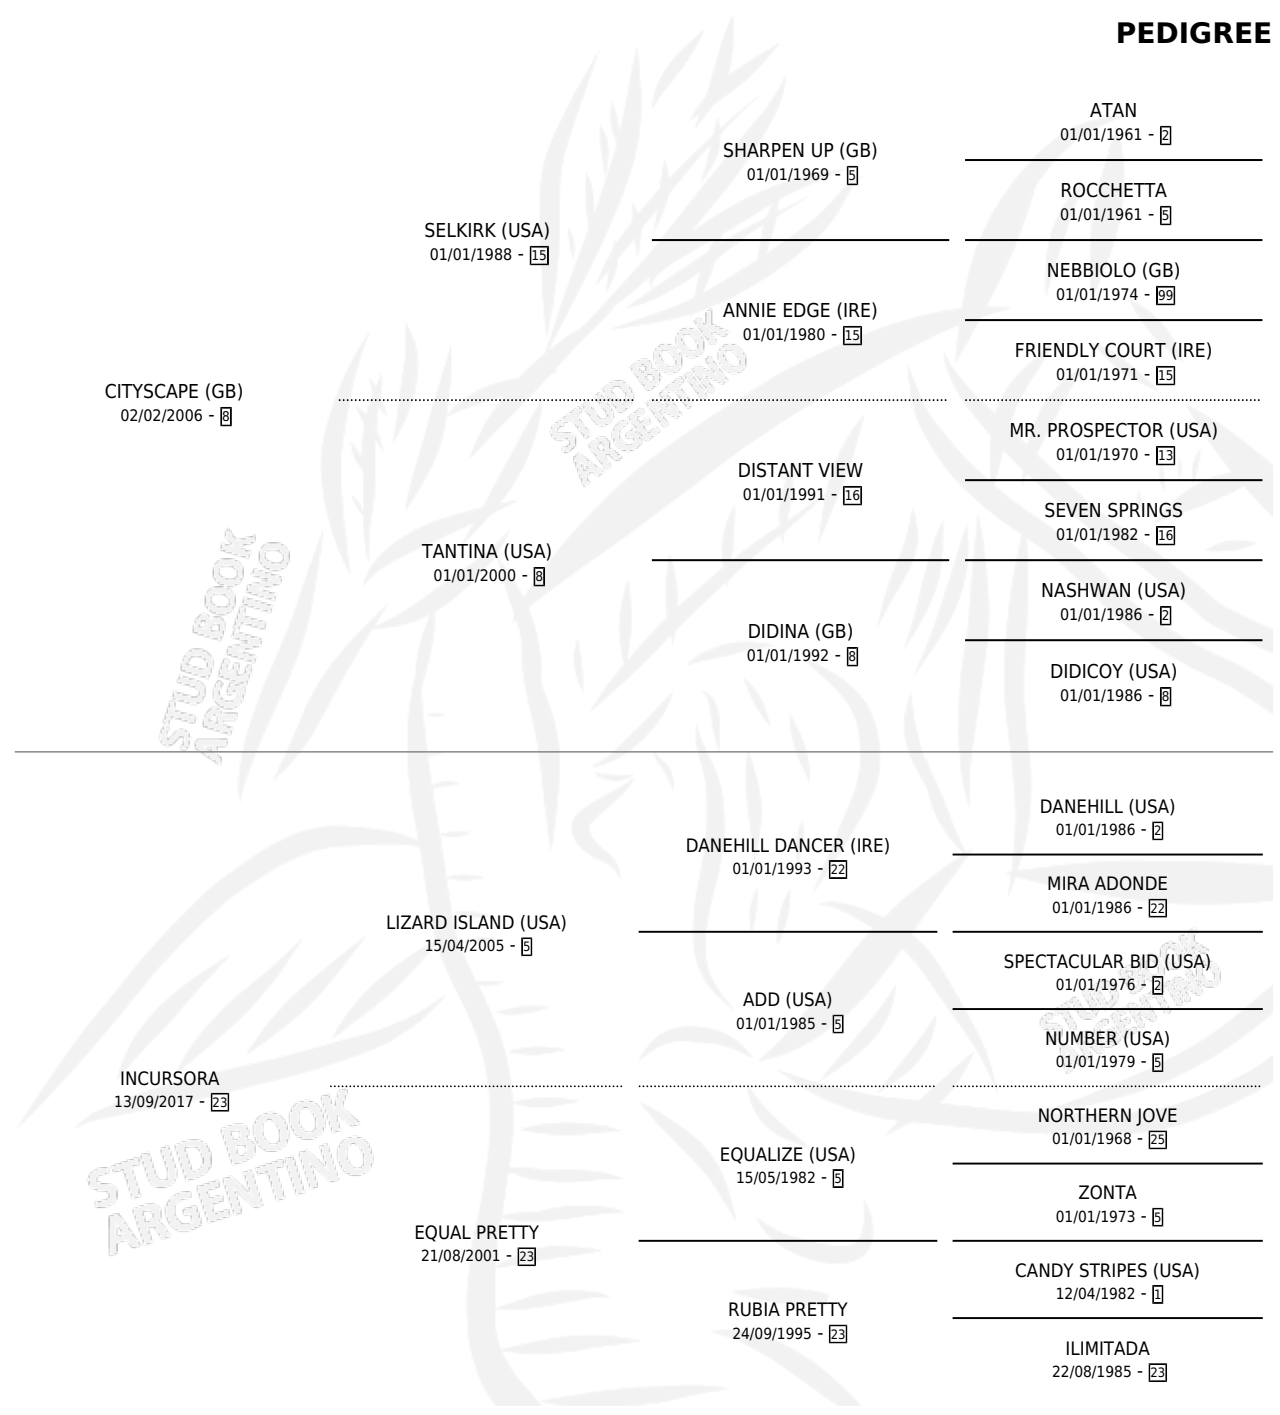 PEDIGREE
ATAN
01/01/1961 - 2
SHARPEN UP (GB)
01/01/1969 - 5
ROCCHETTA
01/01/1961 - 5
SELKIRK (USA)
01/01/1988 - 15
NEBBIOLO (GB)
01/01/1974 - 99
ANNIE EDGE (IRE)
01/01/1980 - 15
FRIENDLY COURT (IRE)
01/01/1971 - 15
CITYSCAPE (GB)
02/02/2006 - 8
STUD BOOK
ARGENTINO
MR. PROSPECTOR (USA)
01/01/1970 - 13
DISTANT VIEW
01/01/1991 - 16
SEVEN SPRINGS
01/01/1982 - 16
TANTINA (USA)
01/01/2000 - 8
NASHWAN (USA)
01/01/1986 - 2
DIDINA (GB)
01/01/1992 - 8
DIDICOY (USA)
01/01/1986 - 8
STUD BOOK
ARGENTINO
DANEHILL (USA)
01/01/1986 - 2
DANEHILL DANCER (IRE)
01/01/1993 - 22
MIRA ADONDE
01/01/1986 - 22
LIZARD ISLAND (USA)
15/04/2005 - 5
SPECTACULAR BID (USA)
01/01/1976 - 2
ADD (USA)
01/01/1985 - 5
STUD BOOK
ARGENTINO
NUMBER (USA)
01/01/1979 - 5
INCURSORA
13/09/2017 - 23
NORTHERN JOVE
01/01/1968 - 25
EQUALIZE (USA)
15/05/1982 - 5
STUD BOOK
ARGENTINO
ZONTA
01/01/1973 - 5
EQUAL PRETTY
21/08/2001 - 23
CANDY STRIPES (USA)
12/04/1982 - 1
RUBIA PRETTY
24/09/1995 - 23
ILIMITADA
22/08/1985 - 23